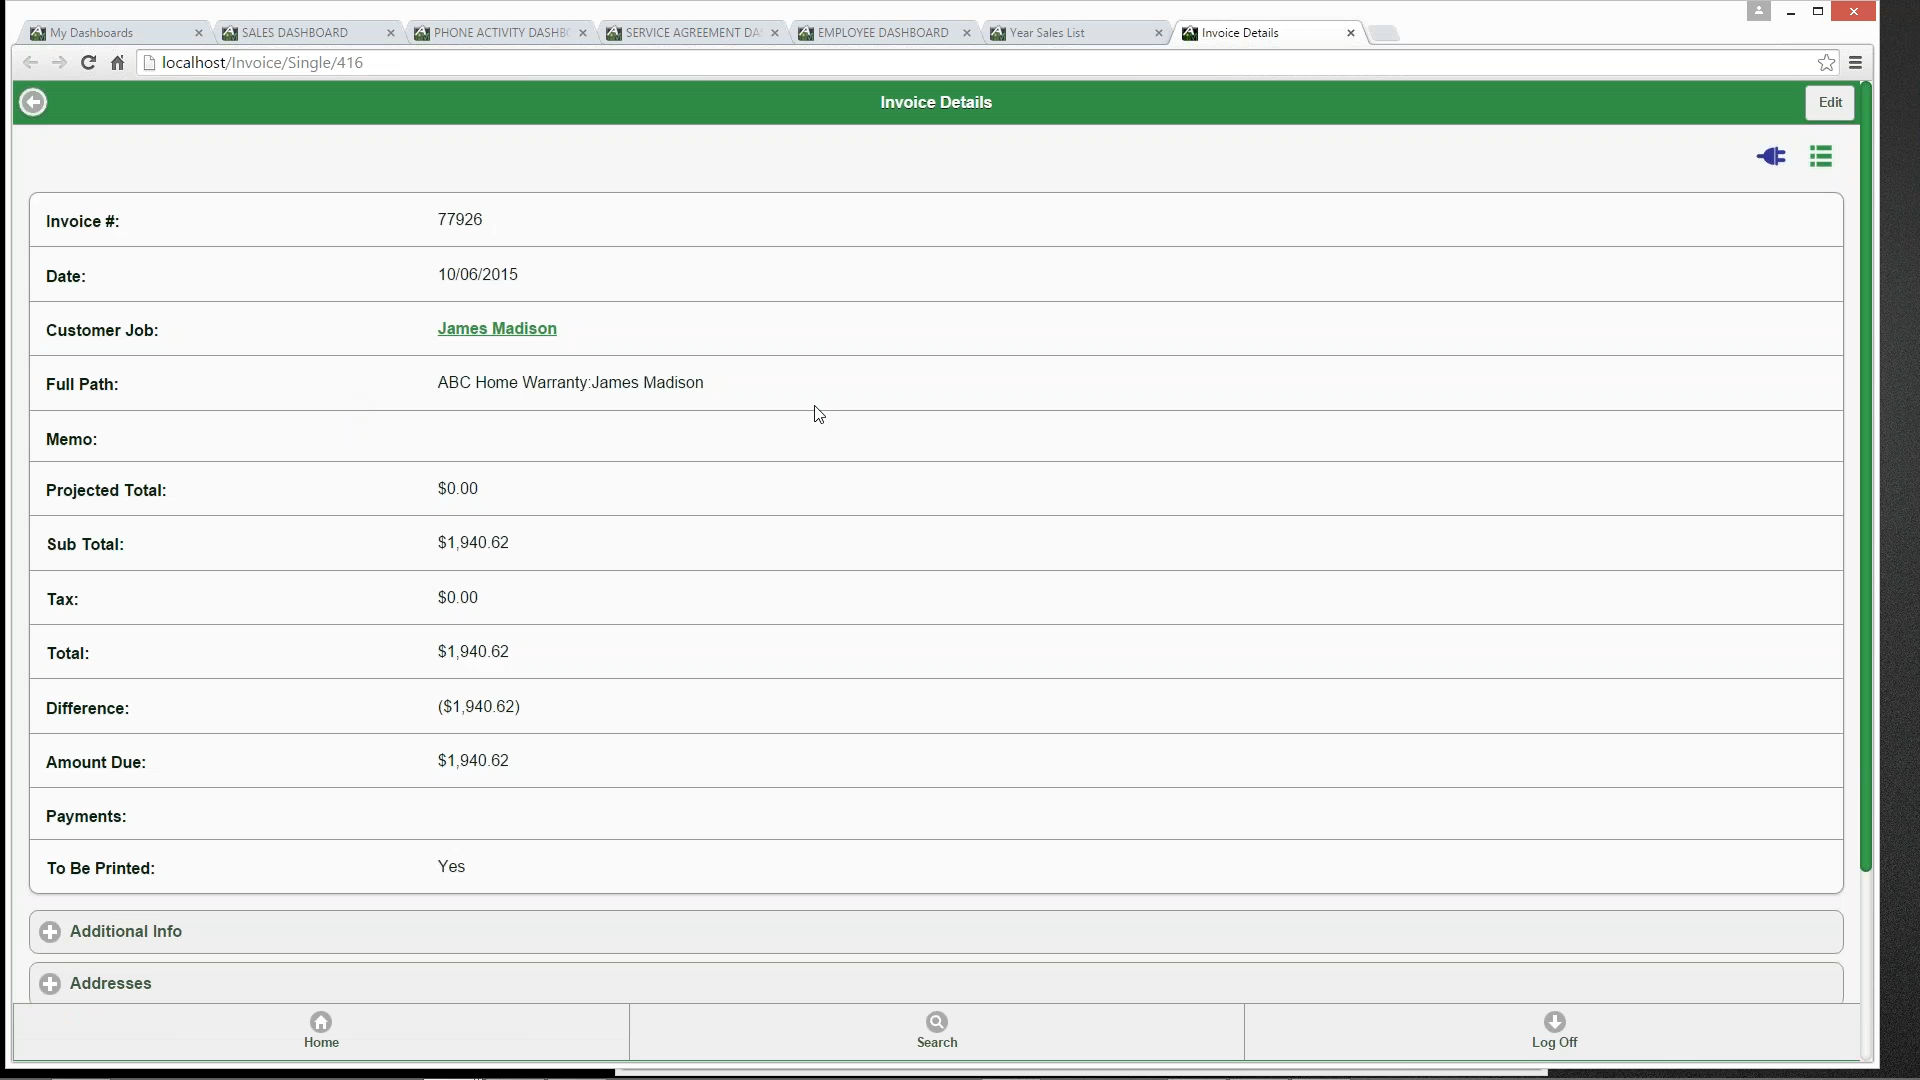 My Dashboards
SALES DASHBOARD
PHONE ACTIVITY DASHBO
SERVICE AGREEMENT DA
EMPLOYEE DASHBOARD
Year Sales List
Invoice Details
localhost/Invoice/Single/416
Invoice Details
Edit
Invoice #: 77926
Date: 10/06/2015
Customer Job: James Madison
Full Path: ABC Home Warranty:James Madison
Memo:
Projected Total: $0.00
Sub Total: $1,940.62
Tax: $0.00
Total: $1,940.62
Difference: ($1,940.62)
Amount Due: $1,940.62
Payments:
To Be Printed: Yes
Additional Info
Addresses
Home
Search
Log Off